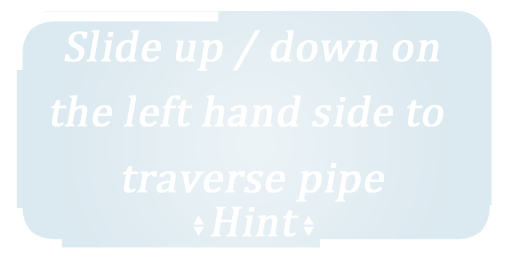 Slide up / down on
the left hand side to
traverse pipe
Hint